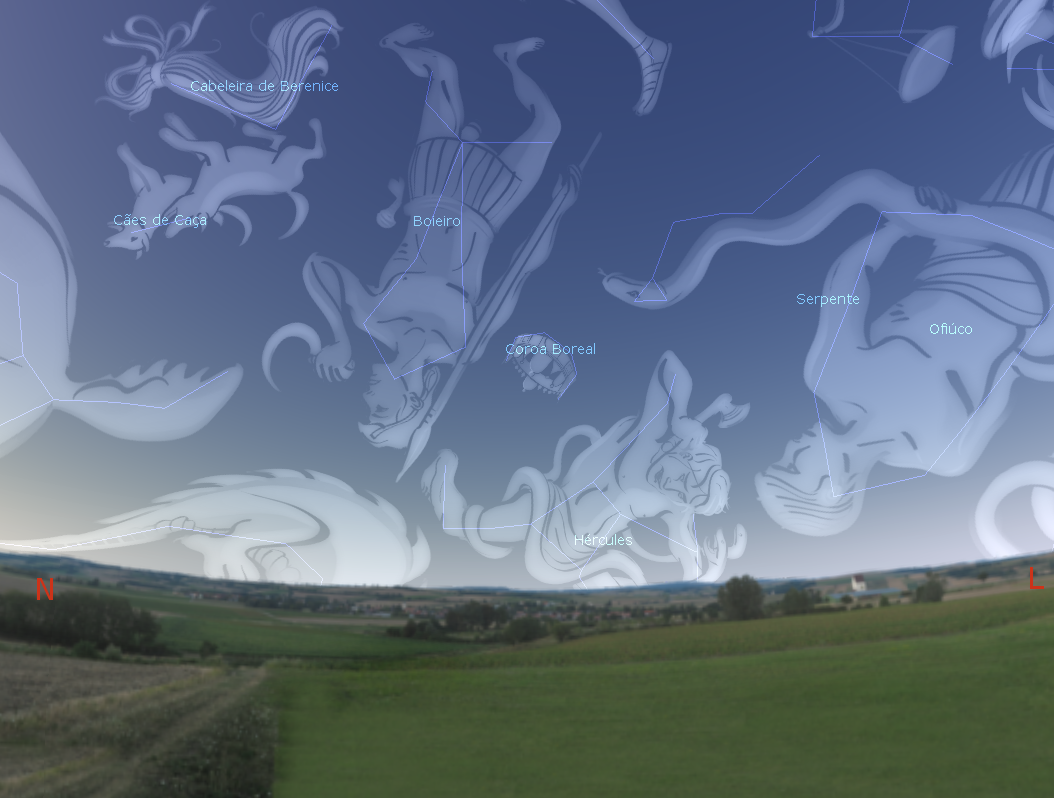 Cabeleira de Berenice
Cães de Caça
Boieiro
Serpente
Ofiúco
Coroa Boreal
Hércules
N
L